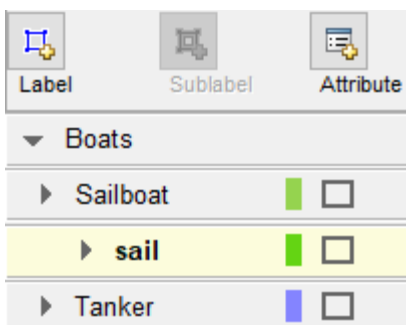 Label Sublabel Attribute
Boats
Sailboat
sail
Tanker